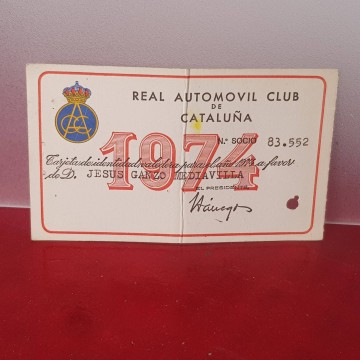 REAL AUTOMOVIL CLUB
DE
CATALUÑA
N.º SOCIO 83.552
1974
Tarjeta de identidad valedera para el año 1974 a favor
de D. JESUS GANZO MEDIAVILLA
EL PRESIDENTE